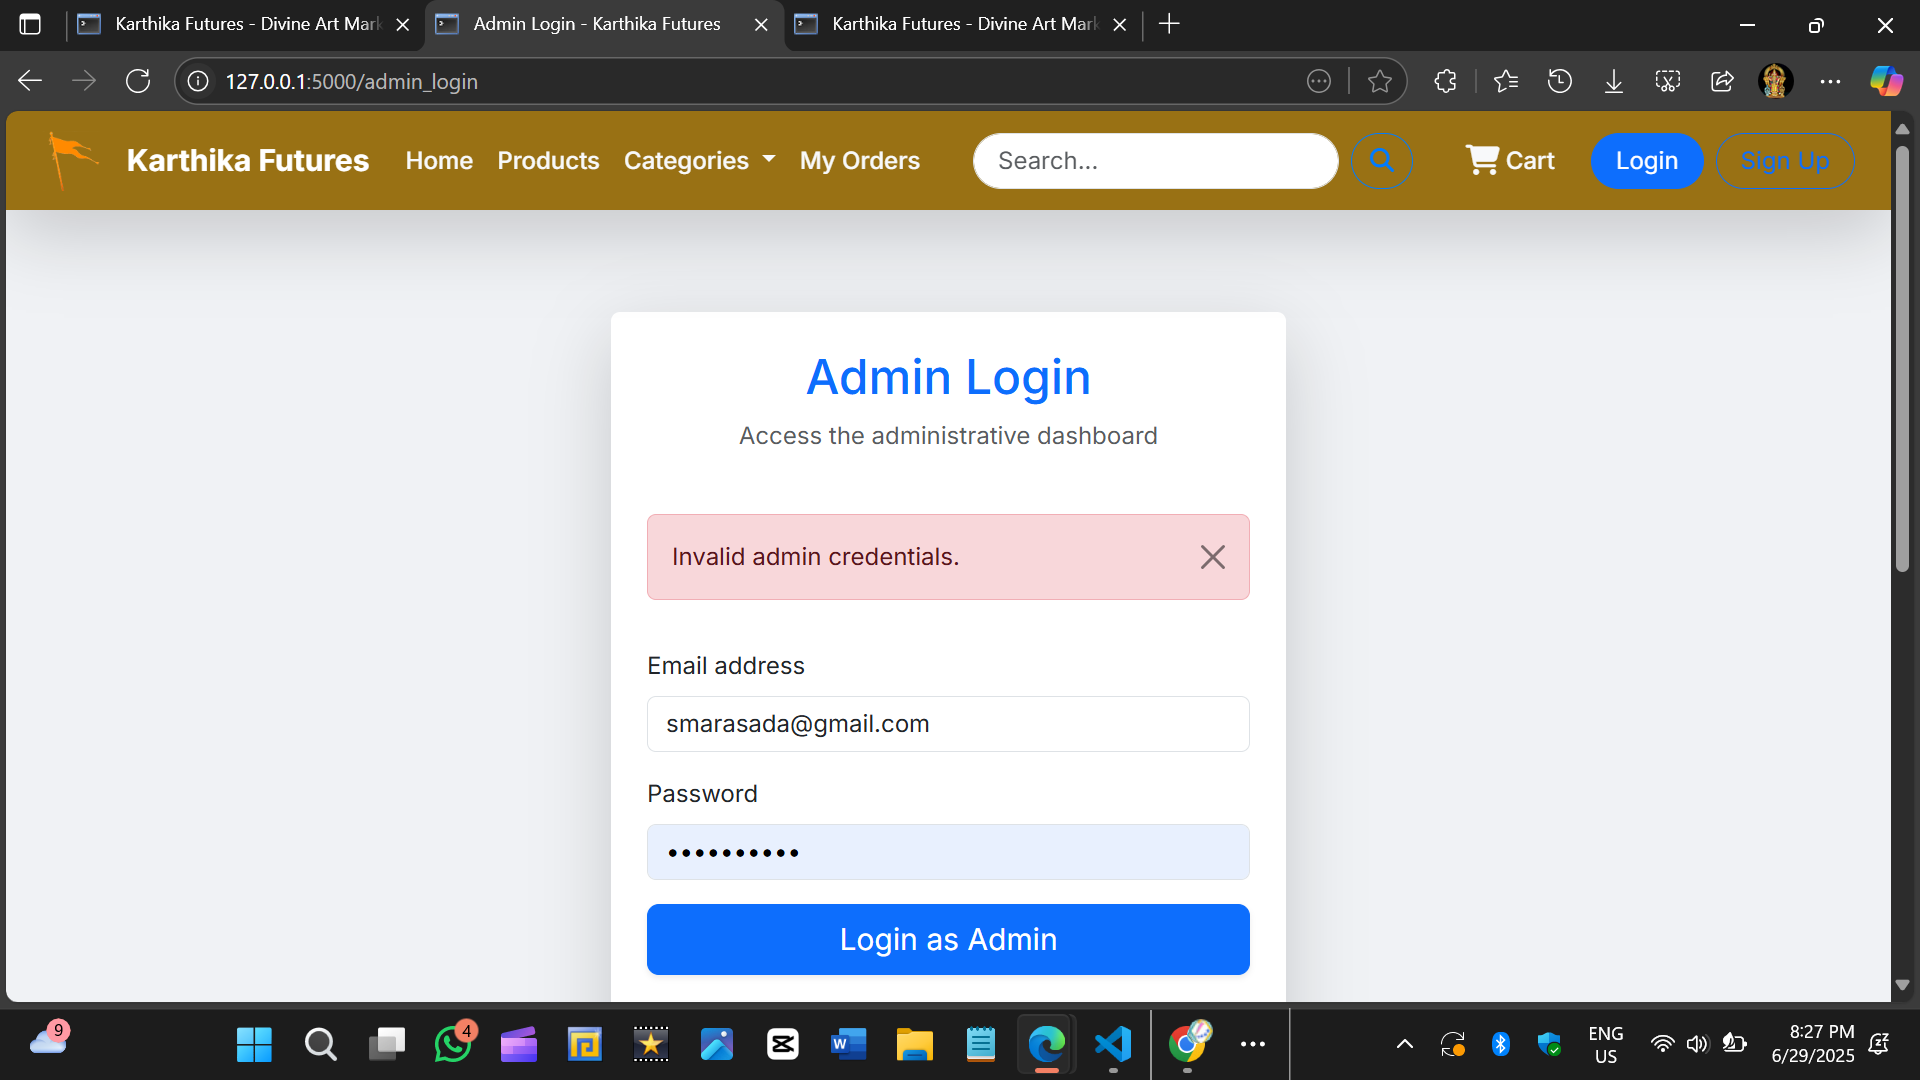 Karthika Futures - Divine Art Mark
Admin Login - Karthika Futures
Karthika Futures - Divine Art Mark
127.0.0.1:5000/admin_login
Karthika Futures
Home
Products
Categories
My Orders
Search...
Cart
Login
Sign Up
Admin Login
Access the administrative dashboard
Invalid admin credentials.
Email address
smarasada@gmail.com
Password
••••••••••
Login as Admin
9
4
W
ENG
US
8:27 PM
6/29/2025